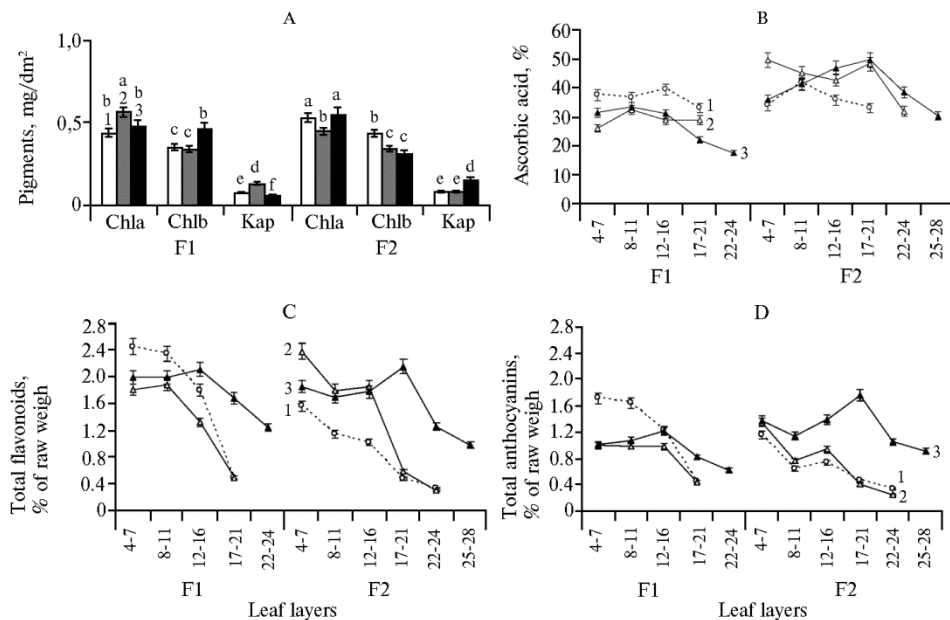 A
Pigments, mg/dm²
1,0
0,5
0
b
1
a
2
b
3
c
c
b
e
d
f
a
b
a
b
c
c
e
e
d
Chla
Chlb
Kap
Chla
Chlb
Kap
F1
F2
B
Ascorbic acid, %
60
50
40
30
20
10
0
1
2
3
4-7
8-11
12-16
17-21
22-24
4-7
8-11
12-16
17-21
22-24
25-28
F1
F2
C
Total flavonoids,
% of raw weigh
2.8
2.4
2.0
1.6
1.2
0.8
0.4
0
2
3
1
4-7
8-11
12-16
17-21
22-24
4-7
8-11
12-16
17-21
22-24
25-28
F1
F2
Leaf layers
D
Total anthocyanins,
% of raw weigh
2.8
2.4
2.0
1.6
1.2
0.8
0.4
0
3
1
2
4-7
8-11
12-16
17-21
22-24
4-7
8-11
12-16
17-21
22-24
25-28
F1
F2
Leaf layers